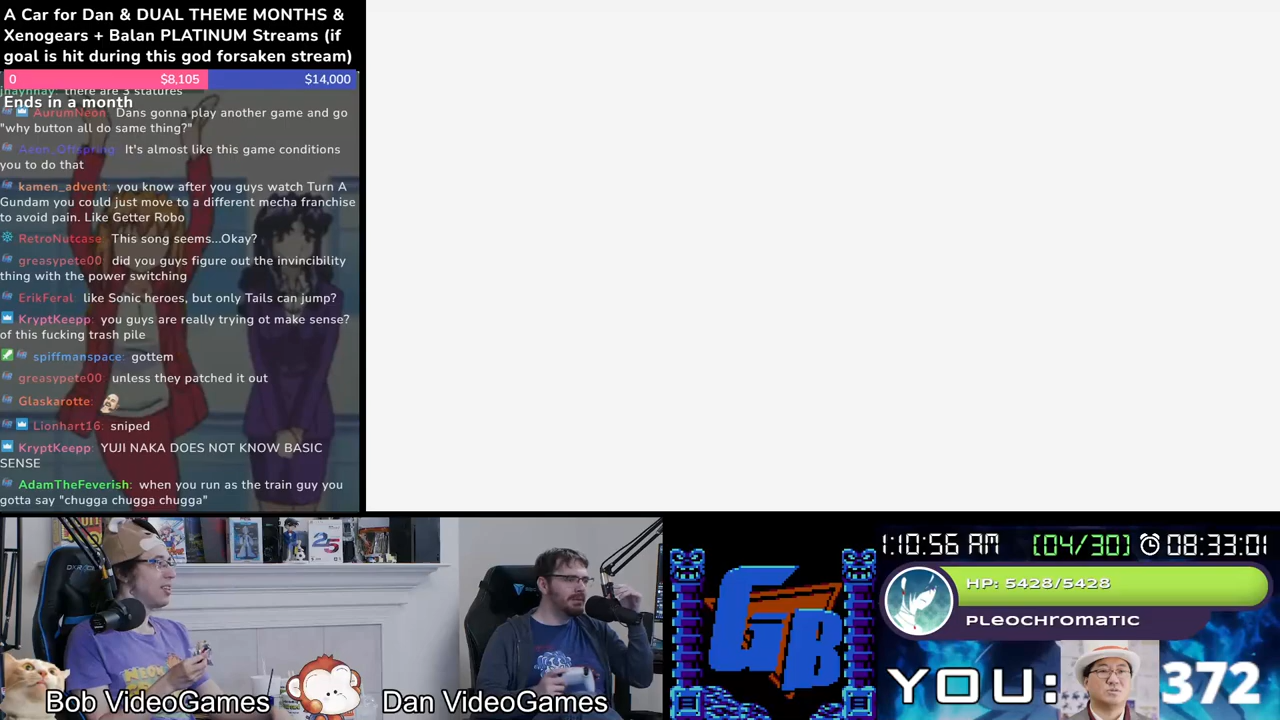 A Car for Dan & DUAL THEME MONTHS &
Xenogears + Balan PLATINUM Streams (if
goal is hit during this god forsaken stream)
0 $8,105 $14,000
jhayhhay: there are 3 statures
Ends in a month
AurumNeon: Dans gonna play another game and go
"why button all do same thing?"
Aren_Offspring: It's almost like this game conditions
you to do that
kamen_advent: you know after you guys watch Turn A
Gundam you could just move to a different mecha franchise
to avoid pain. Like Getter Robo
RetroNutcase: This song seems...Okay?
greasypete00: did you guys figure out the invincibility
thing with the power switching
ErikFeral: like Sonic heroes, but only Tails can jump?
KryptKeepp: you guys are really trying ot make sense?
of this fucking trash pile
spiffmanspace: gottem
greasypete00: unless they patched it out
Glaskarotte:
Lionhart16: sniped
KryptKeepp: YUJI NAKA DOES NOT KNOW BASIC
SENSE
AdamTheFeverish: when you run as the train guy you
gotta say "chugga chugga chugga"
25
Bob VideoGames
Dan VideoGames
GB
1:10:56 AM [04/30] 08:33:01
HP: 5428/5428
Pleochromatic
YOU: 372